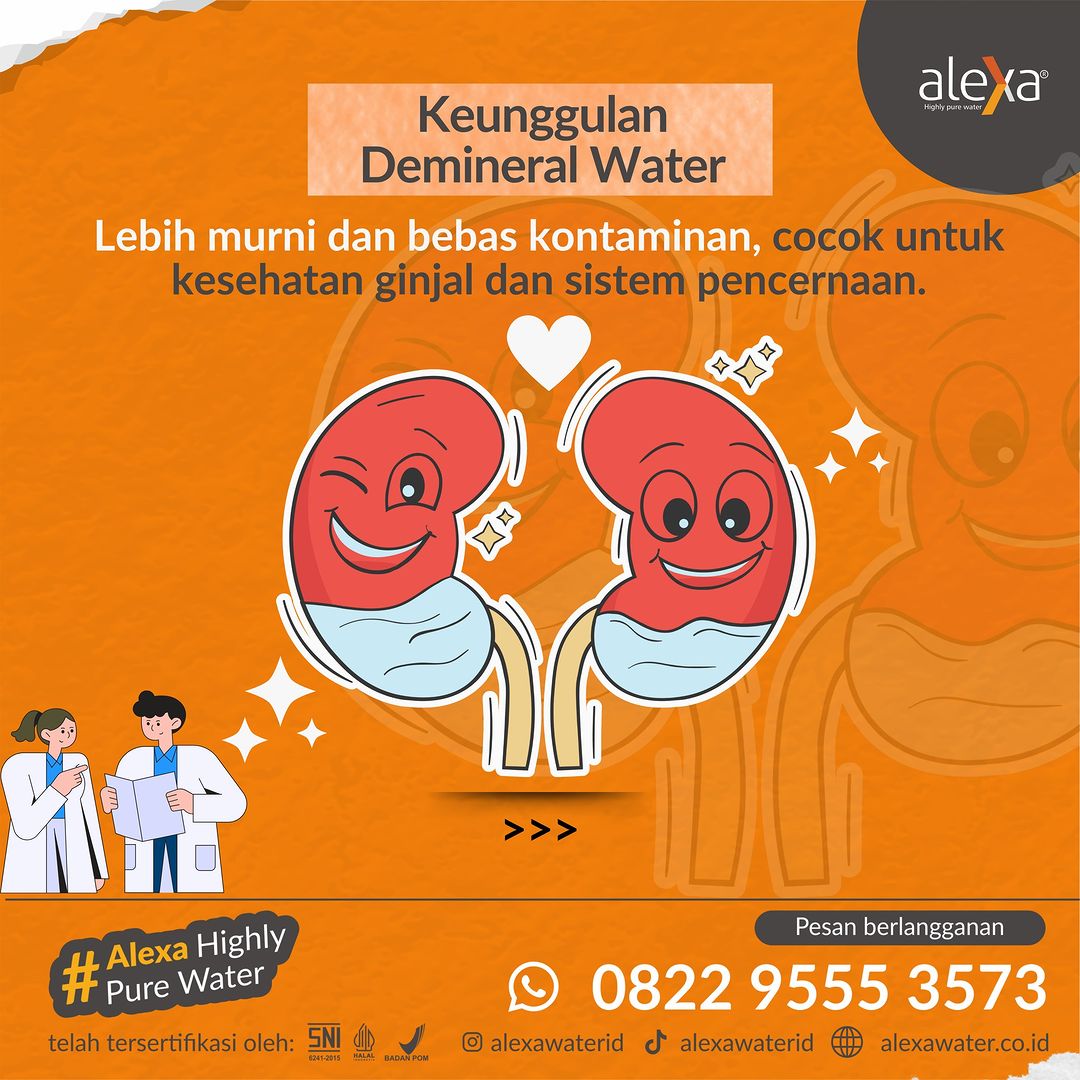 alexa®
Highly pure water
Keunggulan
Demineral Water
Lebih murni dan bebas kontaminan, cocok untuk
kesehatan ginjal dan sistem pencernaan.
>>>
#Alexa Highly
Pure Water
Pesan berlangganan
0822 9555 3573
telah tersertifikasi oleh:
SNI
6241-2015
HALAL
INDONESIA
BADAN POM
alexawaterid
alexawaterid
alexawater.co.id